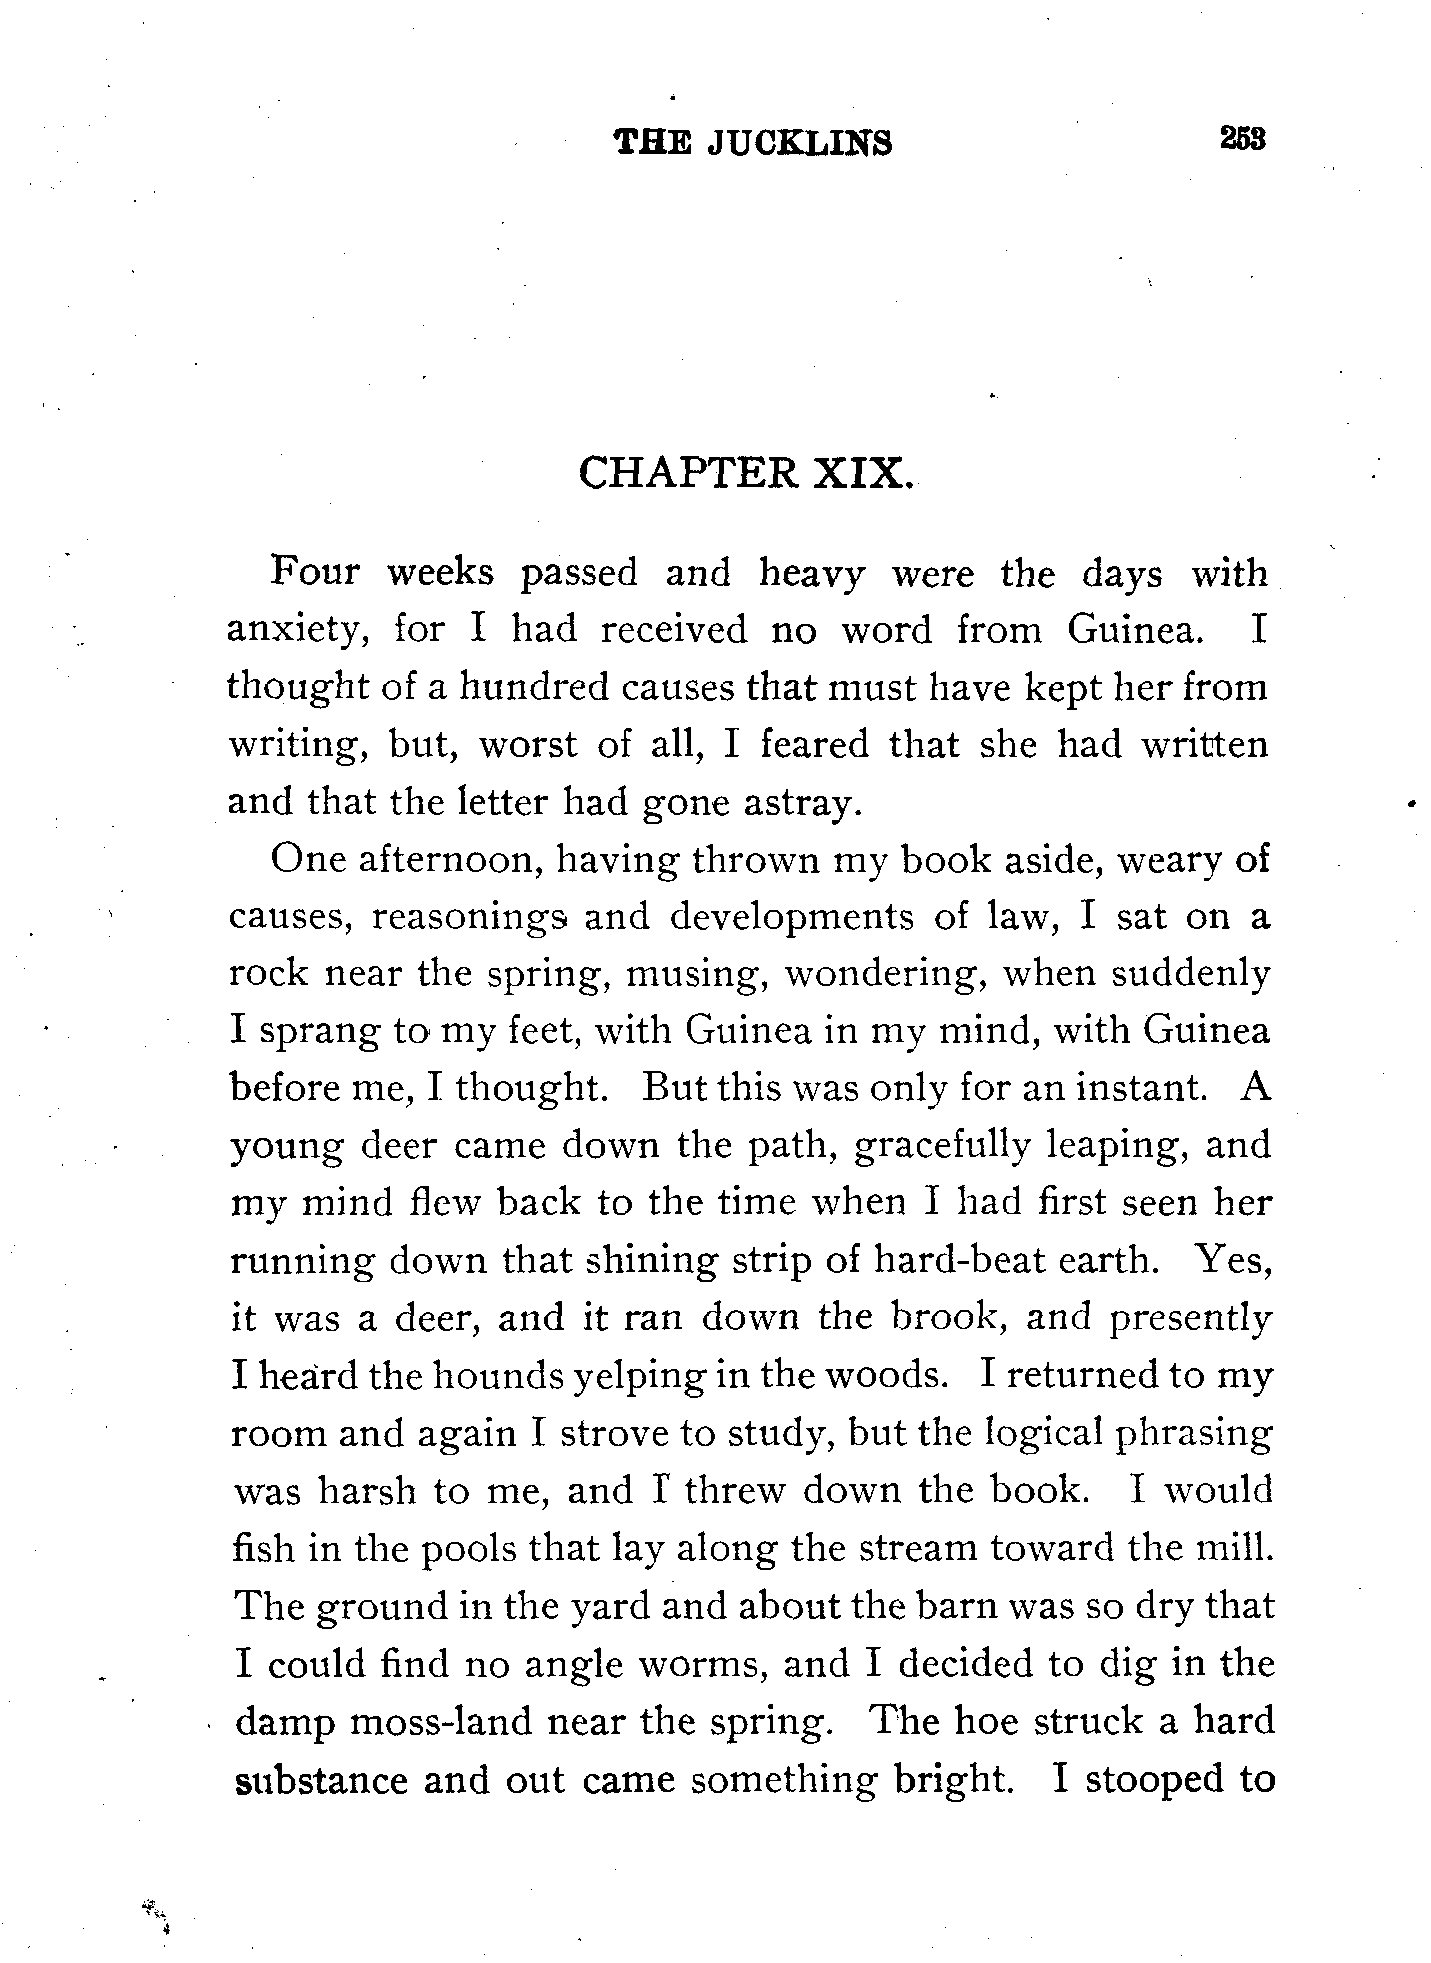 THE JUCKLINS 253
CHAPTER XIX.
Four weeks passed and heavy were the days with
anxiety, for I had received no word from Guinea. I
thought of a hundred causes that must have kept her from
writing, but, worst of all, I feared that she had written
and that the letter had gone astray.
One afternoon, having thrown my book aside, weary of
causes, reasonings and developments of law, I sat on a
rock near the spring, musing, wondering, when suddenly
I sprang to my feet, with Guinea in my mind, with Guinea
before me, I thought. But this was only for an instant. A
young deer came down the path, gracefully leaping, and
my mind flew back to the time when I had first seen her
running down that shining strip of hard-beat earth. Yes,
it was a deer, and it ran down the brook, and presently
I heard the hounds yelping in the woods. I returned to my
room and again I strove to study, but the logical phrasing
was harsh to me, and I threw down the book. I would
fish in the pools that lay along the stream toward the mill.
The ground in the yard and about the barn was so dry that
I could find no angle worms, and I decided to dig in the
damp moss-land near the spring. The hoe struck a hard
substance and out came something bright. I stooped to